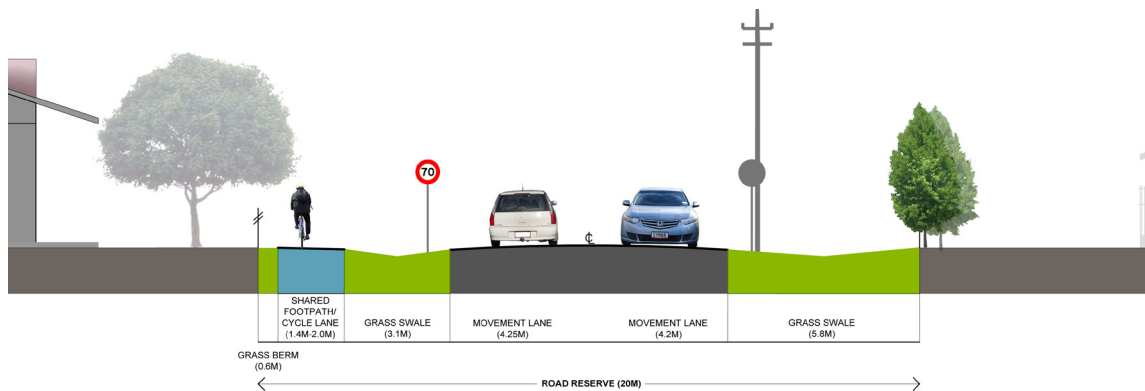 70
℄
SHARED
FOOTPATH/
CYCLE LANE
(1.4M-2.0M)
GRASS SWALE
(3.1M)
MOVEMENT LANE
(4.25M)
MOVEMENT LANE
(4.2M)
GRASS SWALE
(5.8M)
GRASS BERM
(0.6M)
ROAD RESERVE (20M)